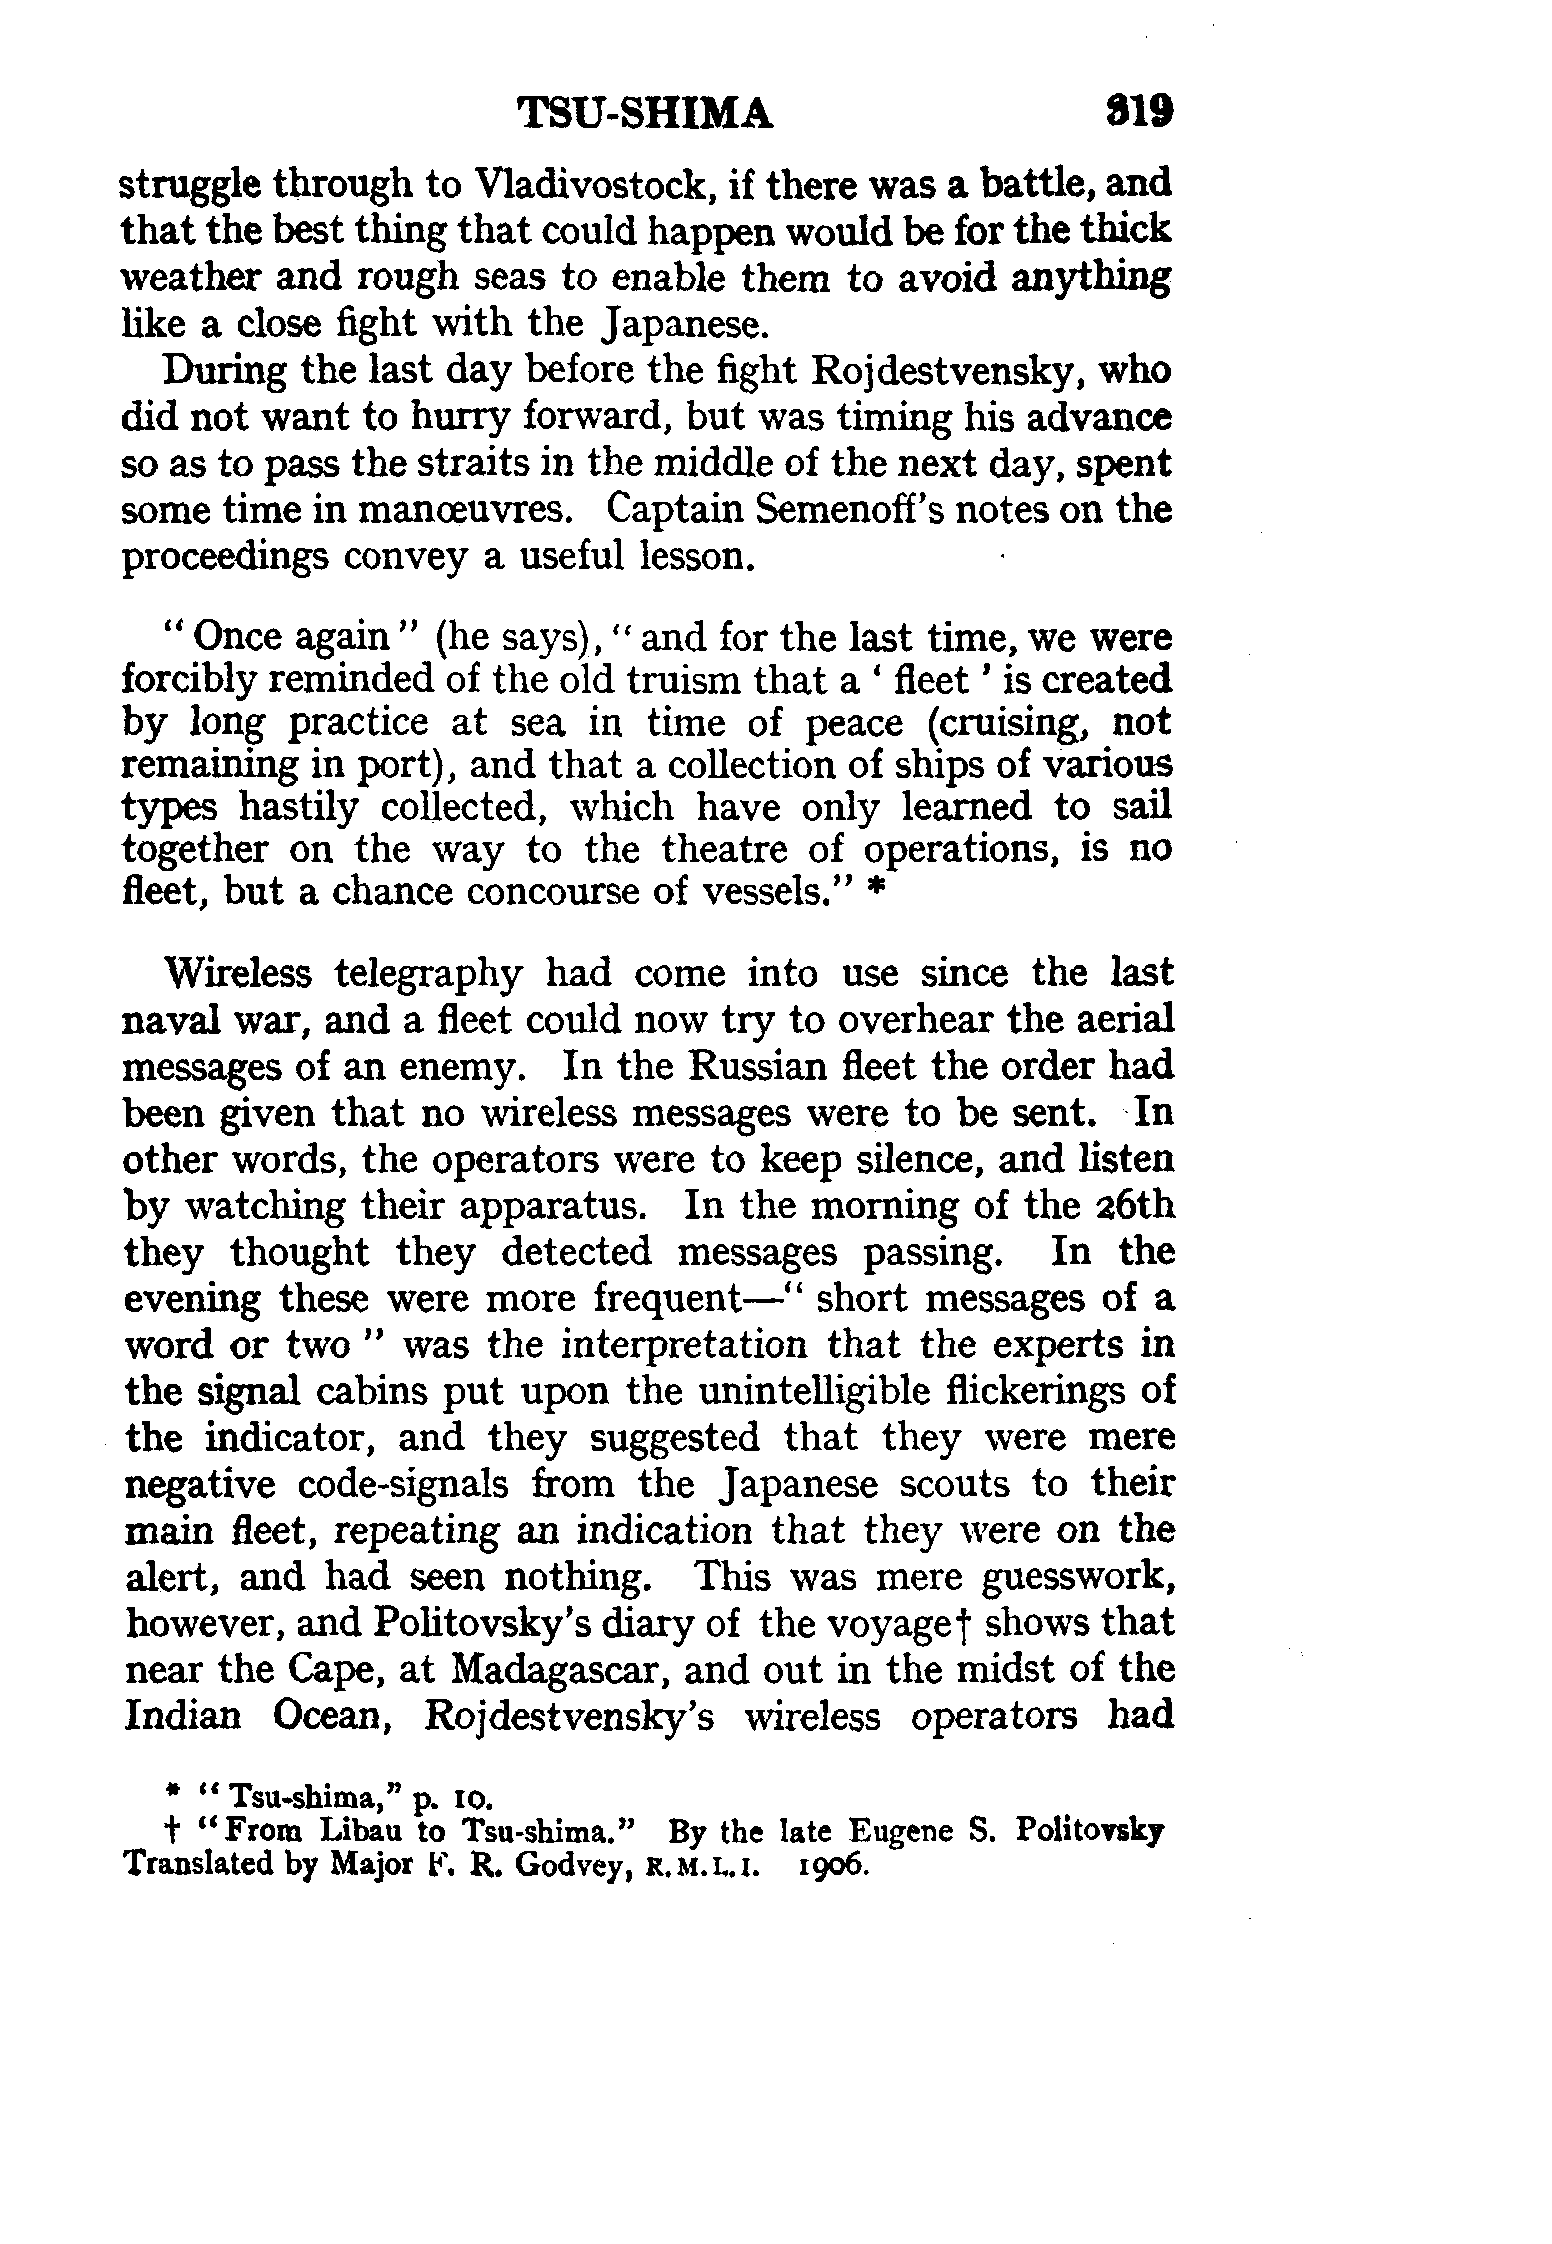 TSU-SHIMA 319
struggle through to Vladivostock, if there was a battle, and
that the best thing that could happen would be for the thick
weather and rough seas to enable them to avoid anything
like a close fight with the Japanese.
During the last day before the fight Rojdestvensky, who
did not want to hurry forward, but was timing his advance
so as to pass the straits in the middle of the next day, spent
some time in manœuvres. Captain Semenoff's notes on the
proceedings convey a useful lesson.
" Once again " (he says), " and for the last time, we were
forcibly reminded of the old truism that a ' fleet ' is created
by long practice at sea in time of peace (cruising, not
remaining in port), and that a collection of ships of various
types hastily collected, which have only learned to sail
together on the way to the theatre of operations, is no
fleet, but a chance concourse of vessels." *
Wireless telegraphy had come into use since the last
naval war, and a fleet could now try to overhear the aerial
messages of an enemy. In the Russian fleet the order had
been given that no wireless messages were to be sent. In
other words, the operators were to keep silence, and listen
by watching their apparatus. In the morning of the 26th
they thought they detected messages passing. In the
evening these were more frequent—" short messages of a
word or two " was the interpretation that the experts in
the signal cabins put upon the unintelligible flickerings of
the indicator, and they suggested that they were mere
negative code-signals from the Japanese scouts to their
main fleet, repeating an indication that they were on the
alert, and had seen nothing. This was mere guesswork,
however, and Politovsky's diary of the voyage† shows that
near the Cape, at Madagascar, and out in the midst of the
Indian Ocean, Rojdestvensky's wireless operators had
* " Tsu-shima," p. 10.
† " From Libau to Tsu-shima." By the late Eugene S. Politovsky
Translated by Major F. R. Godvey, R.M.L.I. 1906.